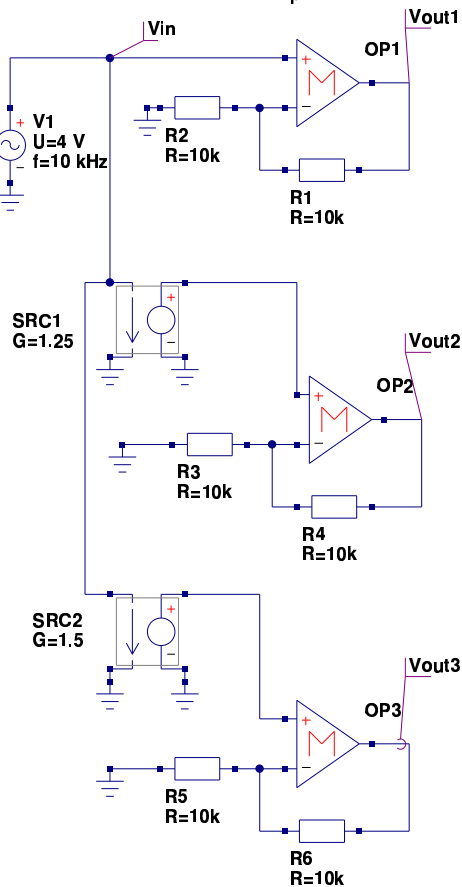 Vin
Vout1
OP1
V1
U=4 V
f=10 kHz
R2
R=10k
R1
R=10k
SRC1
G=1.25
Vout2
OP2
R3
R=10k
R4
R=10k
SRC2
G=1.5
Vout3
OP3
R5
R=10k
R6
R=10k